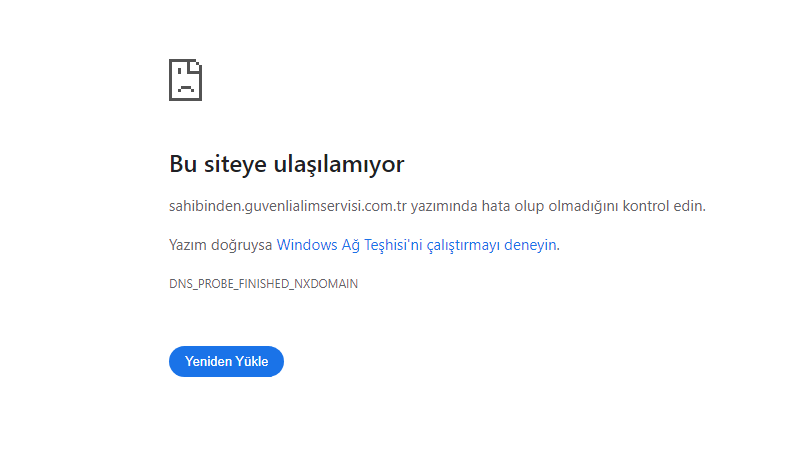 Bu siteye ulaşılamıyor
sahibinden.guvenlialimservisi.com.tr yazımında hata olup olmadığını kontrol edin.
Yazım doğruysa Windows Ağ Teşhisi'ni çalıştırmayı deneyin.
DNS_PROBE_FINISHED_NXDOMAIN
Yeniden Yükle